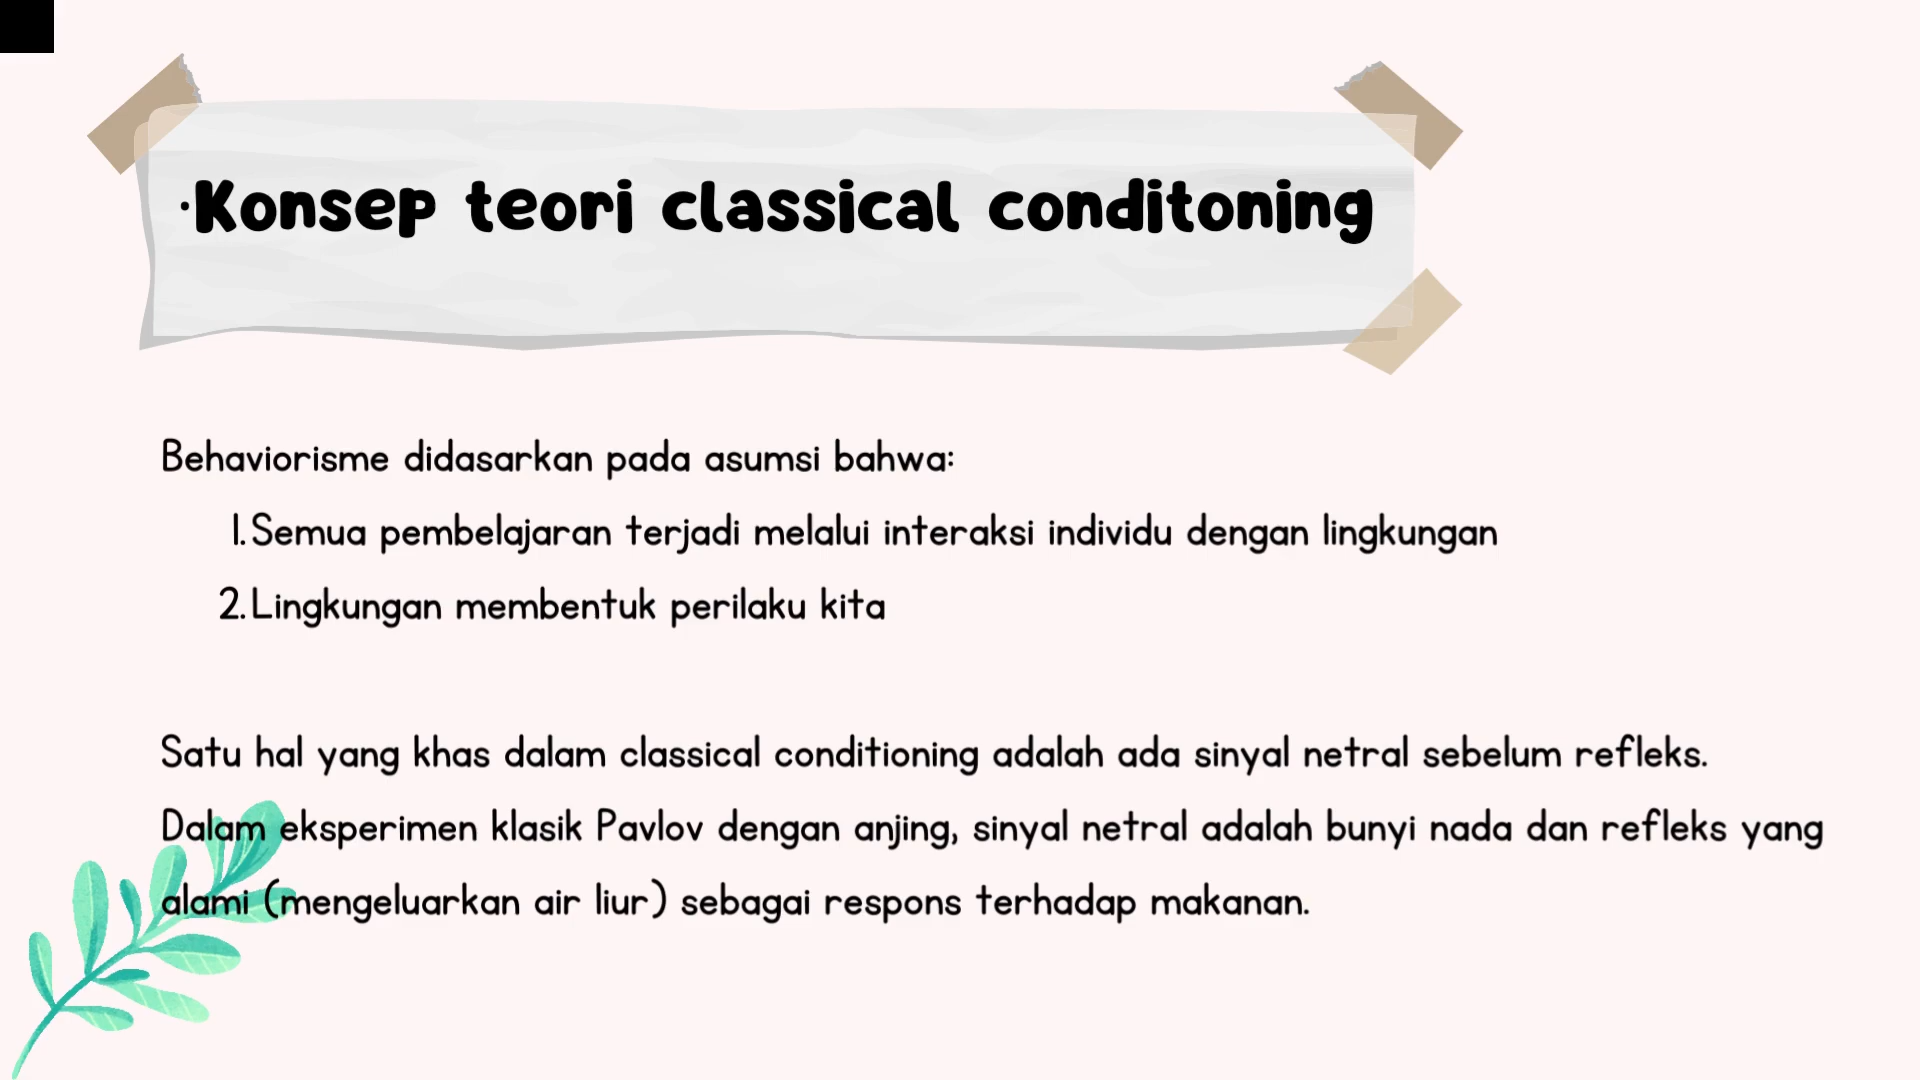 ·Konsep teori classical conditoning
Behaviorisme didasarkan pada asumsi bahwa:
1. Semua pembelajaran terjadi melalui interaksi individu dengan lingkungan
2. Lingkungan membentuk perilaku kita
Satu hal yang khas dalam classical conditioning adalah ada sinyal netral sebelum refleks.
Dalam eksperimen klasik Pavlov dengan anjing, sinyal netral adalah bunyi nada dan refleks yang
alami (mengeluarkan air liur) sebagai respons terhadap makanan.